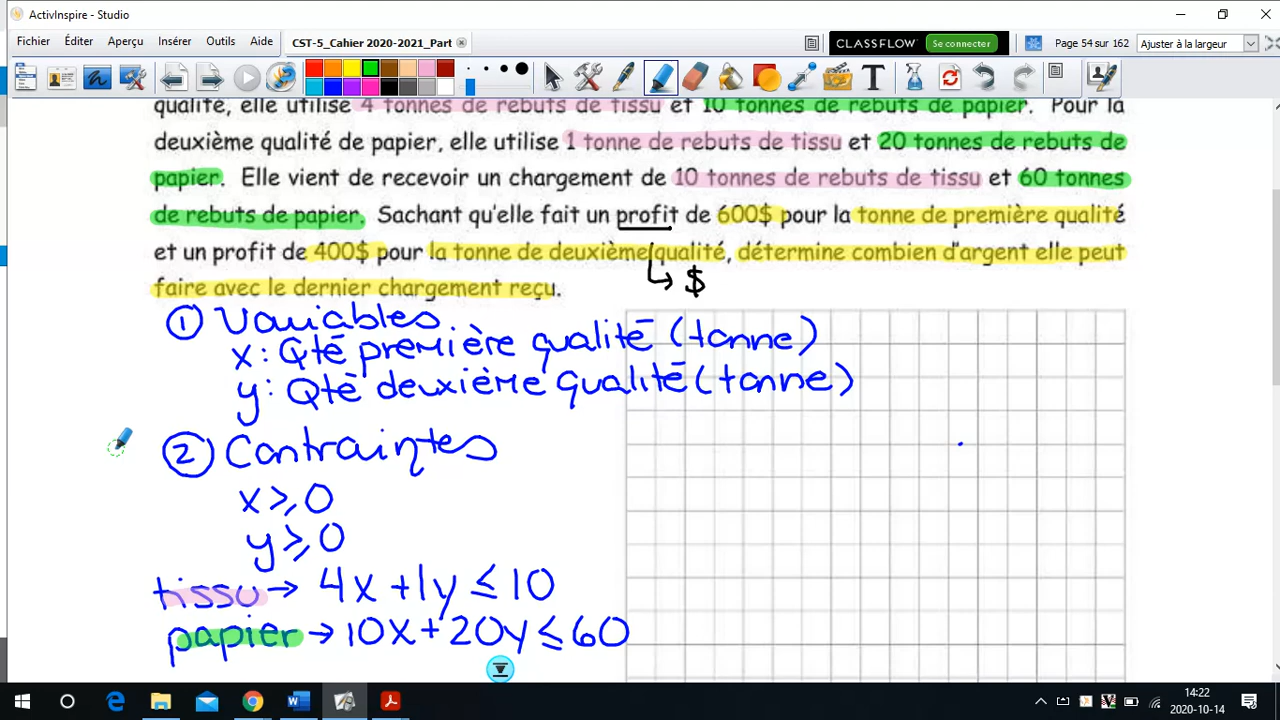 ActivInspire - Studio
Fichier Éditer Aperçu Insérer Outils Aide CST-5_Cahier 2020-2021_Part CLASSFLOW Se connecter Page 54 sur 162 Ajuster à la largeur
qualité, elle utilise 4 tonnes de rebuts de tissu et 10 tonnes de rebuts de papier. Pour la
deuxième qualité de papier, elle utilise 1 tonne de rebuts de tissu et 20 tonnes de rebuts de
papier. Elle vient de recevoir un chargement de 10 tonnes de rebuts de tissu et 60 tonnes
de rebuts de papier. Sachant qu'elle fait un profit de 600$ pour la tonne de première qualité
et un profit de 400$ pour la tonne de deuxième qualité, détermine combien d'argent elle peut
faire avec le dernier chargement reçu.
↳ $
① Variables
x: Qté première qualité (tonne)
y: Qté deuxième qualité (tonne)
② Contraintes
x ≥ 0
y ≥ 0
tissu → 4x + 1y ≤ 10
papier → 10x + 20y ≤ 60
14:22
2020-10-14